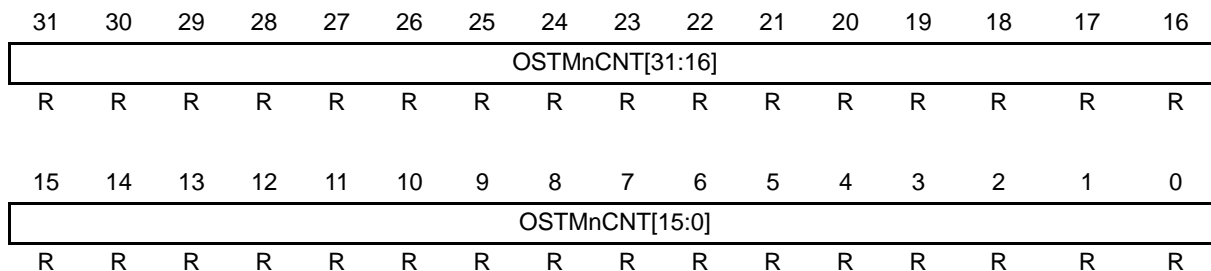 31 30 29 28 27 26 25 24 23 22 21 20 19 18 17 16
OSTMnCNT[31:16]
R R R R R R R R R R R R R R R R
15 14 13 12 11 10 9 8 7 6 5 4 3 2 1 0
OSTMnCNT[15:0]
R R R R R R R R R R R R R R R R